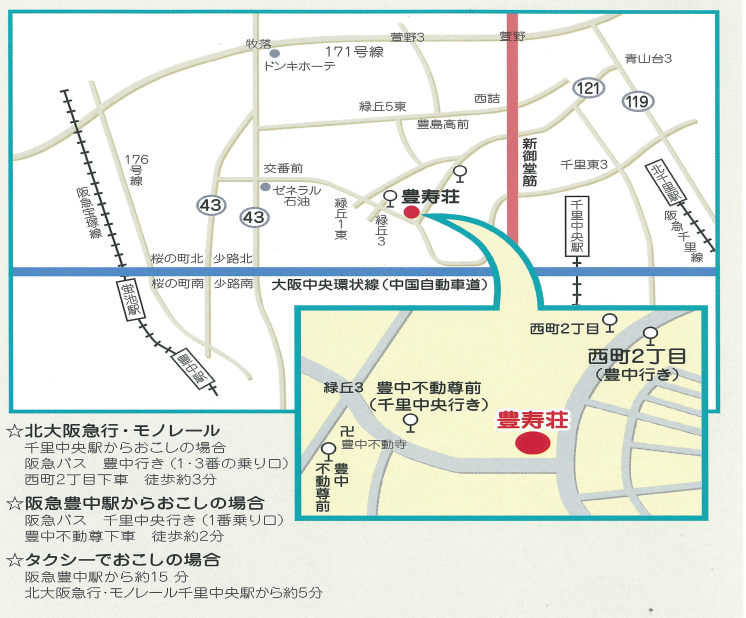 牧落
ドンキホーテ
171号線
萱野3
萱野
青山台3
121
119
緑丘5東
西詰
豊島高前
新御堂筋
千里東3
176号線
阪急宝塚線
交番前
ゼネラル
石油
43
43
緑丘1東
緑丘3
豊寿荘
千里中央駅
北千里駅
阪急千里線
桜の町北
少路北
桜の町南
少路南
大阪中央環状線(中国自動車道)
蛍池駅
豊中駅
西町2丁目
西町2丁目
(豊中行き)
緑丘3
豊中不動尊前
(千里中央行き)
豊寿荘
卍
豊中不動寺
豊中
不動尊前
☆北大阪急行・モノレール
千里中央駅からおこしの場合
阪急バス 豊中行き(1・3番の乗り口)
西町2丁目下車 徒歩約3分
☆阪急豊中駅からおこしの場合
阪急バス 千里中央行き(1番乗り口)
豊中不動尊下車 徒歩約2分
☆タクシーでおこしの場合
阪急豊中駅から約15 分
北大阪急行・モノレール千里中央駅から約5分